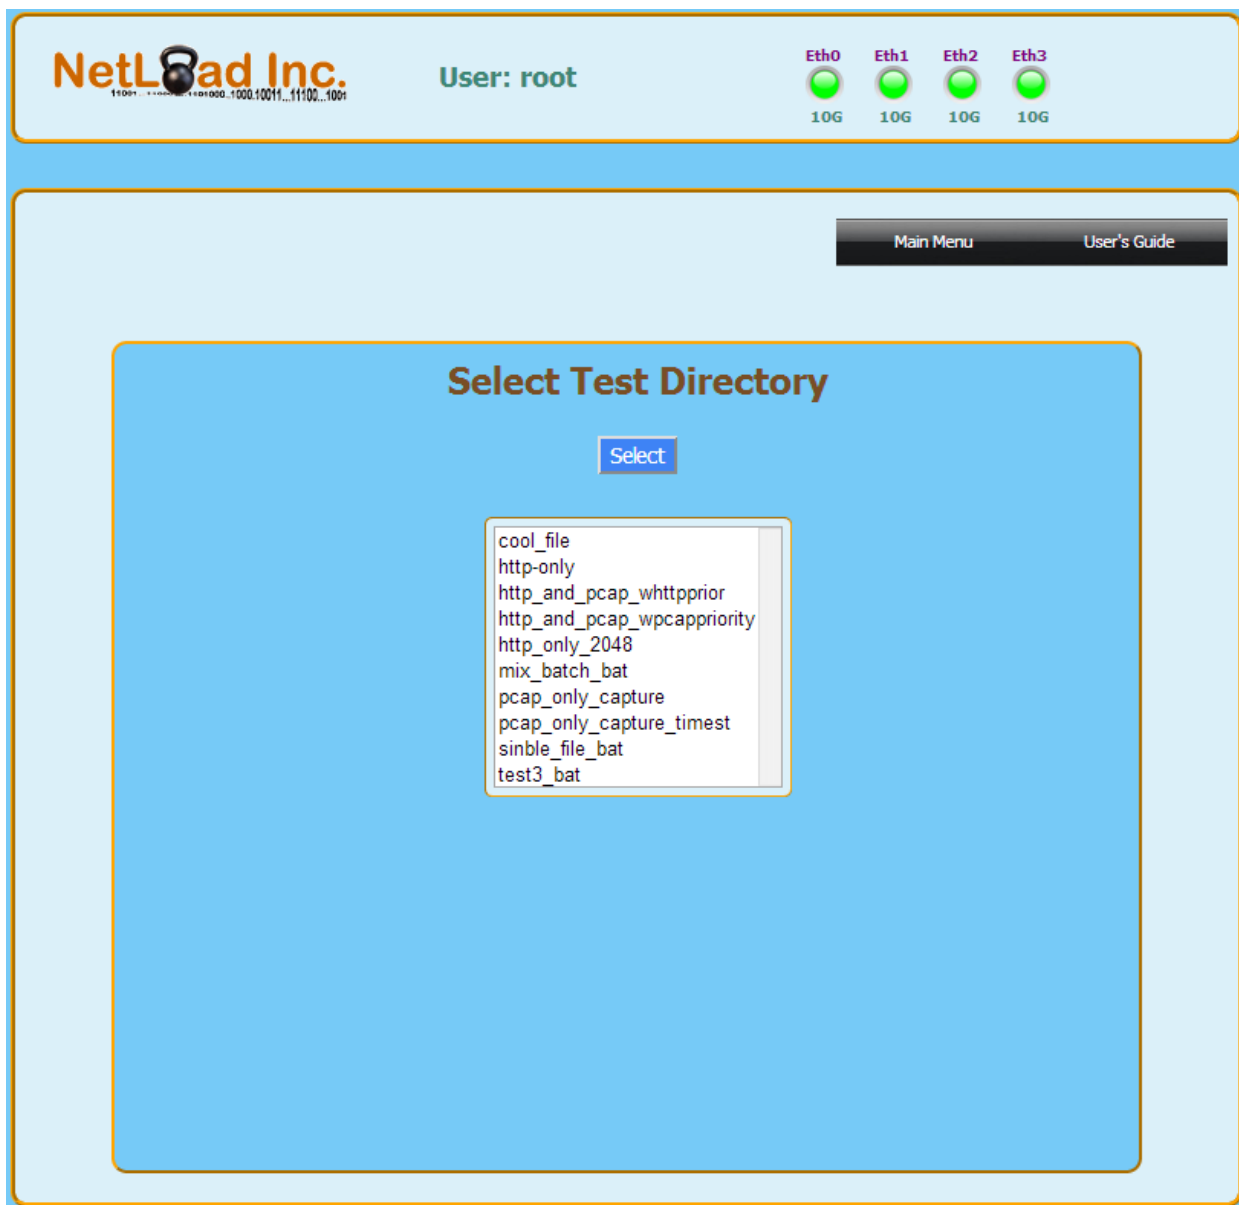 NetLoad Inc.
User: root
Eth0 Eth1 Eth2 Eth3
10G 10G 10G 10G
Main Menu User's Guide
Select Test Directory
Select
cool_file
http-only
http_and_pcap_whttpprior
http_and_pcap_wpcappriority
http_only_2048
mix_batch_bat
pcap_only_capture
pcap_only_capture_timest
sinble_file_bat
test3_bat